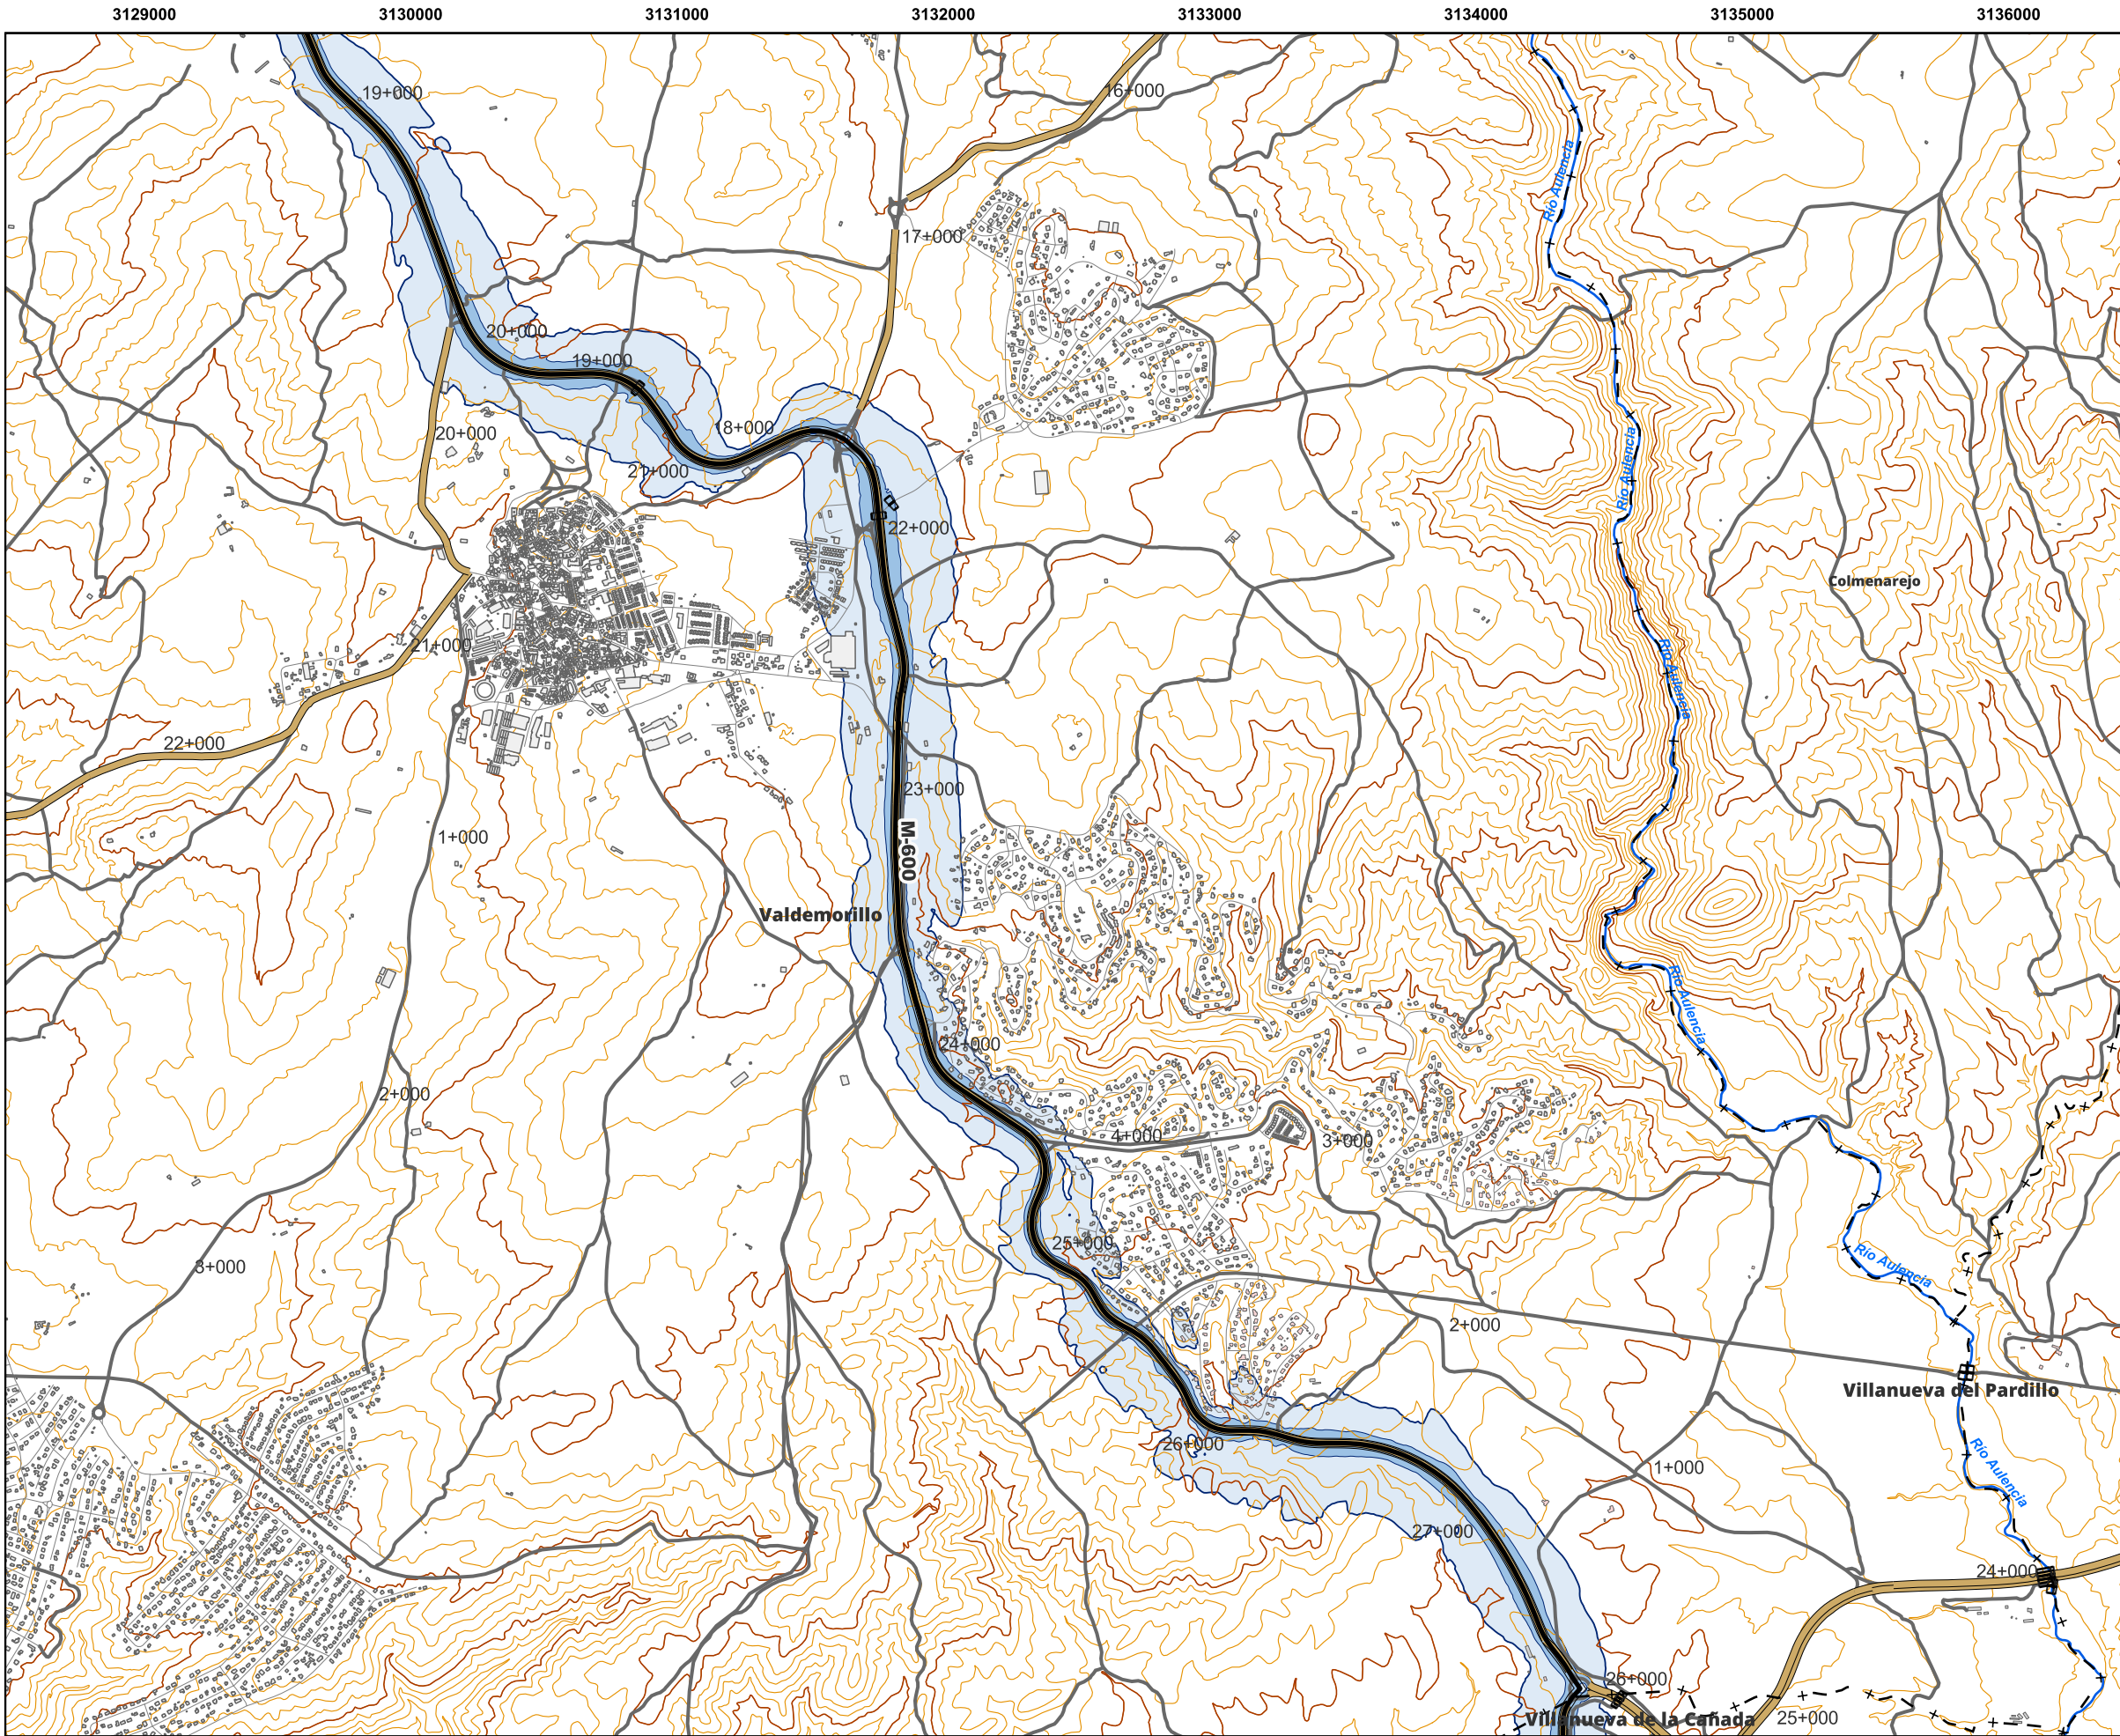 3129000 3130000 3131000 3132000 3133000 3134000 3135000 3136000
19+000
16+000
Río Aulencia
17+000
20+000
19+000
18+000
20+000
21+000
Río Aulencia
22+000
Colmenarejo
21+000
Río Aulencia
22+000
23+000
1+000
M-600
Valdemorillo
Río Aulencia
24+000
2+000
4+000
3+000
25+000
3+000
Río Aulencia
2+000
Villanueva del Pardillo
26+000
1+000
Río Aulencia
27+000
24+000
26+000
Villanueva de la Cañada
25+000